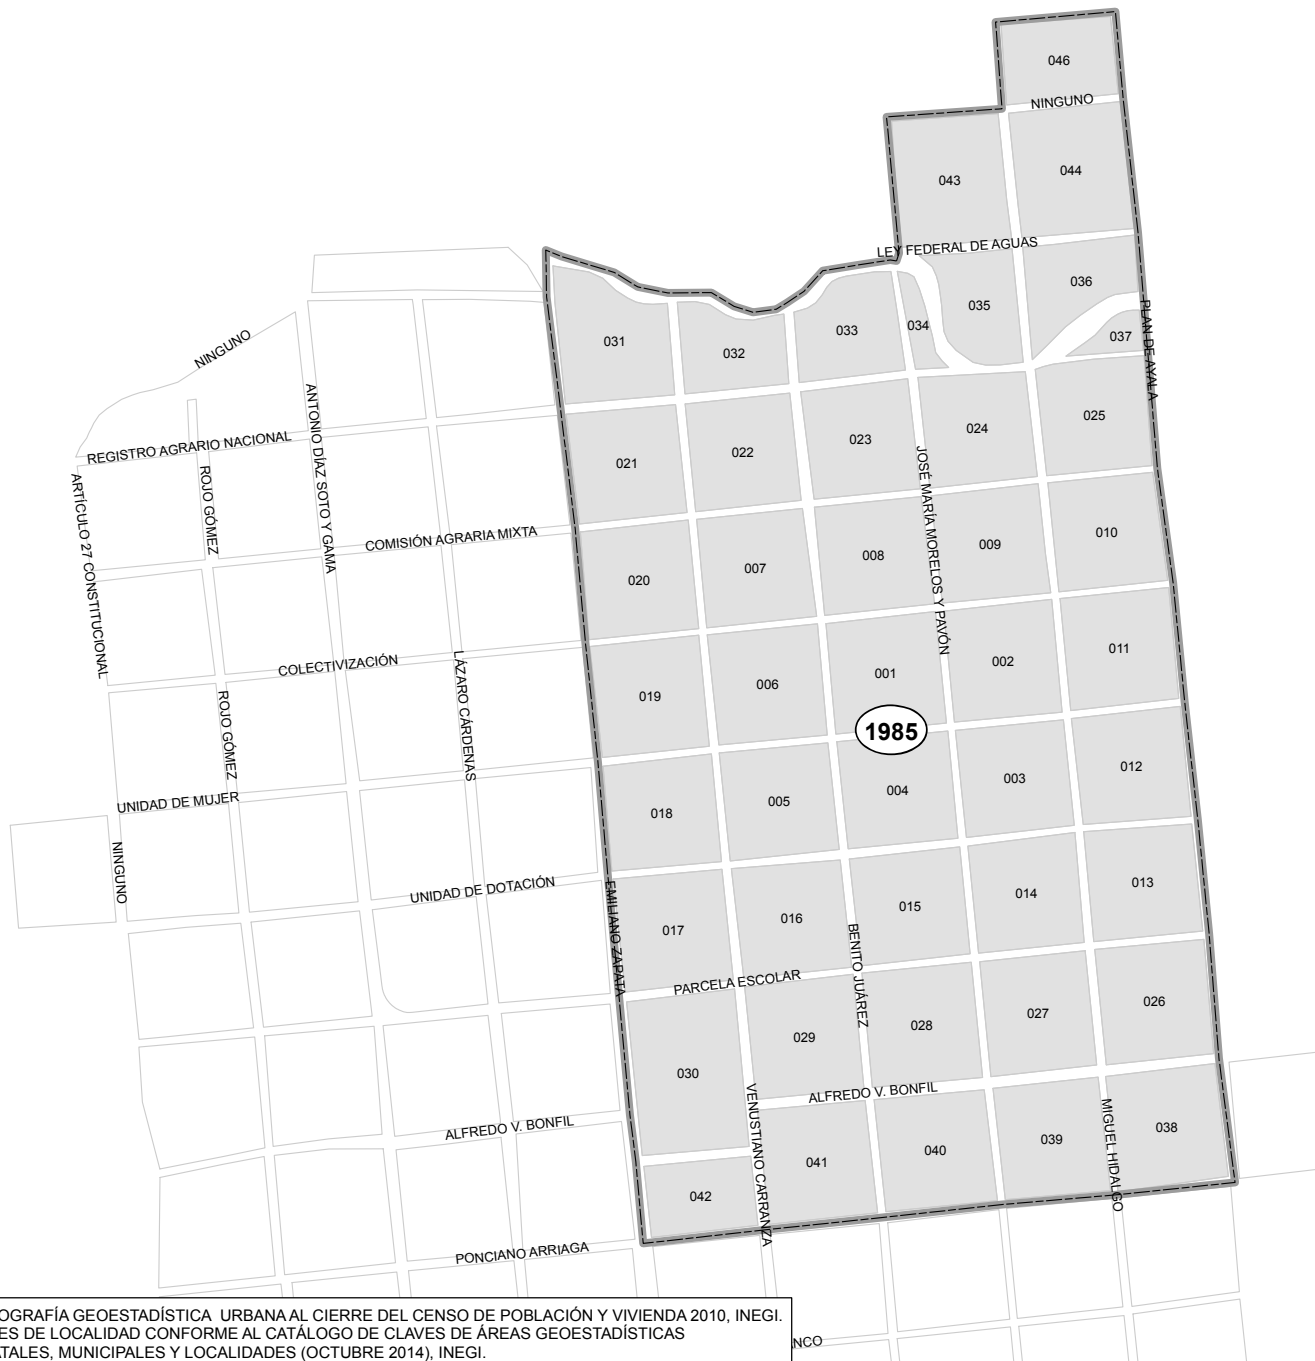 046
NINGUNO
043
044
LEY FEDERAL DE AGUAS
036
035
034
033
037
031
032
PLAN DE AYALA
NINGUNO
ANTONIO DÍAZ SOTO Y GAMA
REGISTRO AGRARIO NACIONAL
025
024
023
022
021
ROJO GÓMEZ
ARTÍCULO 27 CONSTITUCIONAL
JOSÉ MARÍA MORELOS Y PAVÓN
COMISIÓN AGRARIA MIXTA
010
009
008
007
020
COLECTIVIZACIÓN
LÁZARO CÁRDENAS
011
002
001
006
019
ROJO GÓMEZ
1985
UNIDAD DE MUJER
012
003
004
005
018
NINGUNO
UNIDAD DE DOTACIÓN
EMILIANO ZAPATA
013
014
015
016
017
BENITO JUÁREZ
PARCELA ESCOLAR
026
027
028
029
030
ALFREDO V. BONFIL
VENUSTIANO CARRANZA
MIGUEL HIDALGO
ALFREDO V. BONFIL
038
039
040
041
042
PONCIANO ARRIAGA
OGRAFÍA GEOESTADÍSTICA URBANA AL CIERRE DEL CENSO DE POBLACIÓN Y VIVIENDA 2010, INEGI.
ES DE LOCALIDAD CONFORME AL CATÁLOGO DE CLAVES DE ÁREAS GEOESTADÍSTICAS
ATALES, MUNICIPALES Y LOCALIDADES (OCTUBRE 2014), INEGI.
NCO